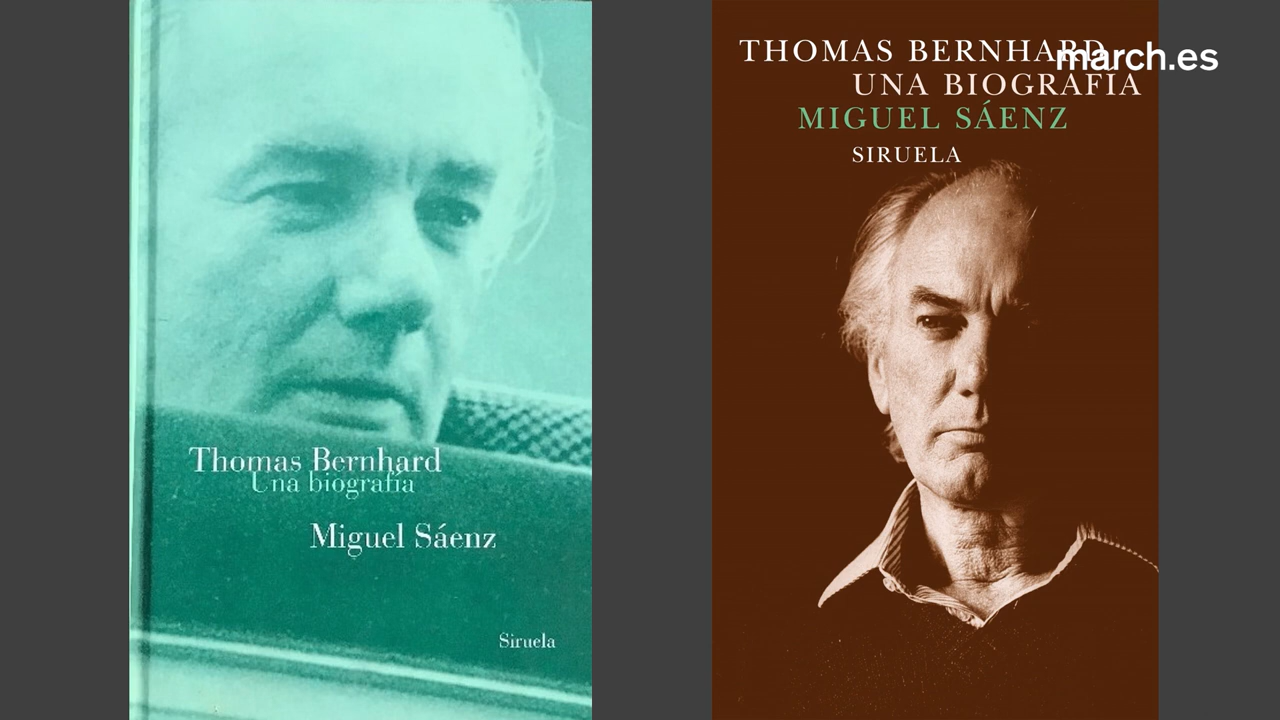 Thomas Bernhard
Una biografía
Miguel Sáenz
Siruela
THOMAS BERNHARD
UNA BIOGRAFÍA
MIGUEL SÁENZ
SIRUELA
march.es